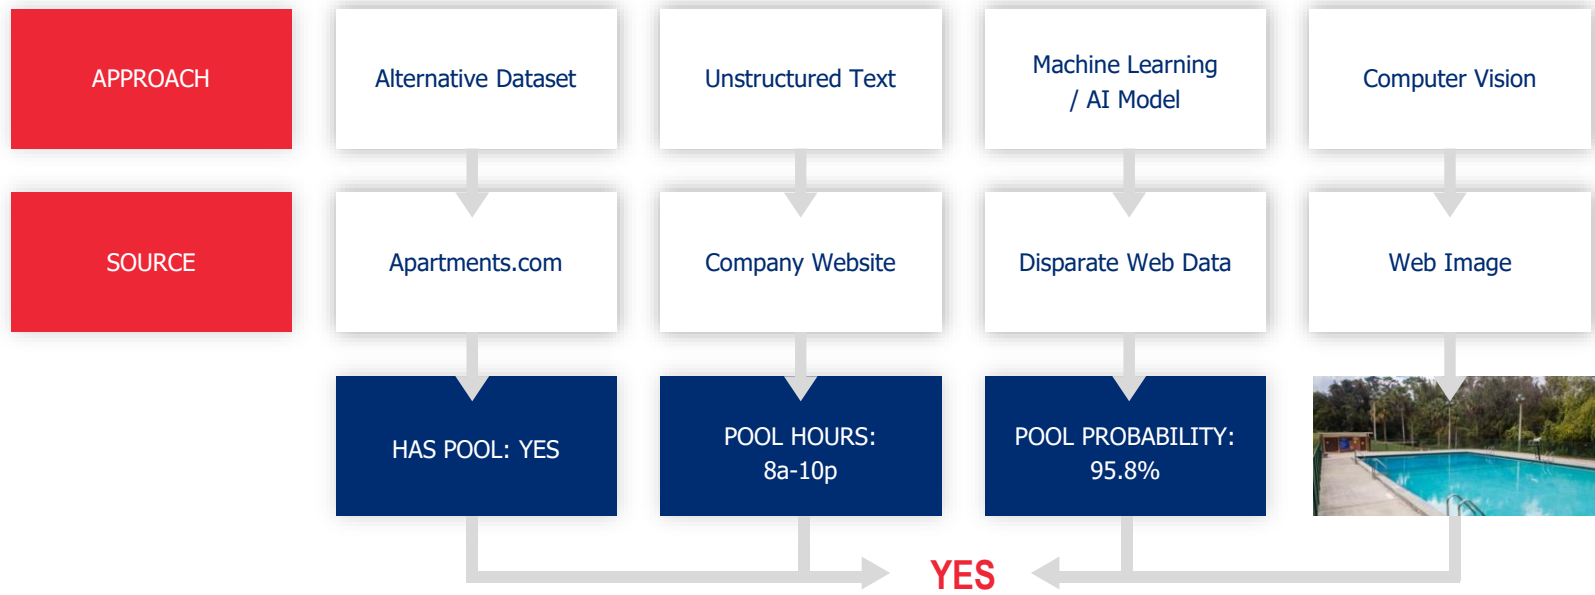 APPROACH
Alternative Dataset
Unstructured Text
Machine Learning
/ AI Model
Computer Vision
SOURCE
Apartments.com
Company Website
Disparate Web Data
Web Image
HAS POOL: YES
POOL HOURS:
8a-10p
POOL PROBABILITY:
95.8%
YES